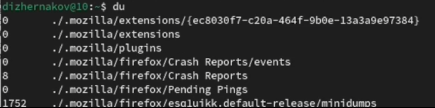 dizhernakov@10:~$ du
0 ./.mozilla/extensions/{ec8030f7-c20a-464f-9b0e-13a3a9e97384}
0 ./.mozilla/extensions
0 ./.mozilla/plugins
0 ./.mozilla/firefox/Crash Reports/events
8 ./.mozilla/firefox/Crash Reports
0 ./.mozilla/firefox/Pending Pings
1752 ./.mozilla/firefox/esq1uikk.default-release/minidumps